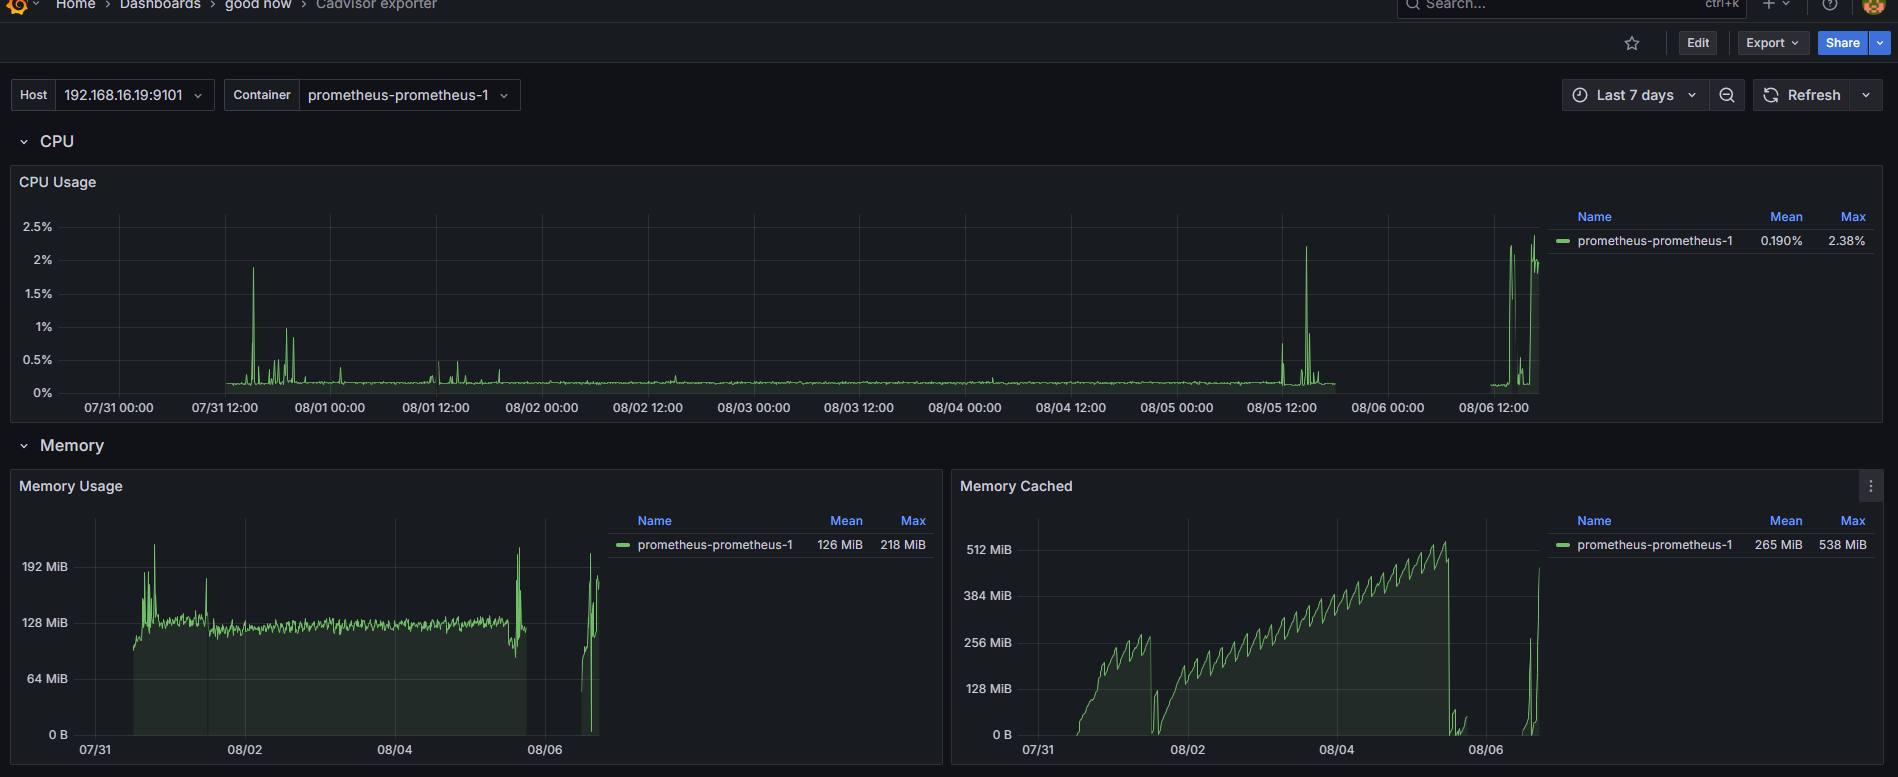 Home › Dashboards › good now › Cadvisor exporter
Search... ctrl+k
Edit Export Share
Host 192.168.16.19:9101 Container prometheus-prometheus-1 Last 7 days Refresh
CPU
CPU Usage
Name Mean Max
prometheus-prometheus-1 0.190% 2.38%
2.5%
2%
1.5%
1%
0.5%
0%
07/31 00:00 07/31 12:00 08/01 00:00 08/01 12:00 08/02 00:00 08/02 12:00 08/03 00:00 08/03 12:00 08/04 00:00 08/04 12:00 08/05 00:00 08/05 12:00 08/06 00:00 08/06 12:00
Memory
Memory Usage
Name Mean Max
prometheus-prometheus-1 126 MiB 218 MiB
192 MiB
128 MiB
64 MiB
0 B
07/31 08/02 08/04 08/06
Memory Cached
Name Mean Max
prometheus-prometheus-1 265 MiB 538 MiB
512 MiB
384 MiB
256 MiB
128 MiB
0 B
07/31 08/02 08/04 08/06